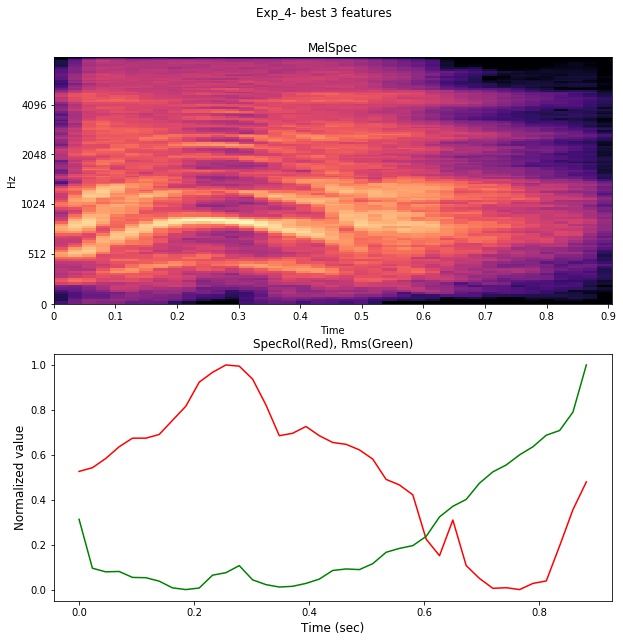 Exp_4- best 3 features
MelSpec
4096
2048
1024
512
0
Hz
0 0.1 0.2 0.3 0.4 0.5 0.6 0.7 0.8 0.9
Time
SpecRol(Red), Rms(Green)
1.0
0.8
0.6
0.4
0.2
0.0
Normalized value
0.0 0.2 0.4 0.6 0.8
Time (sec)